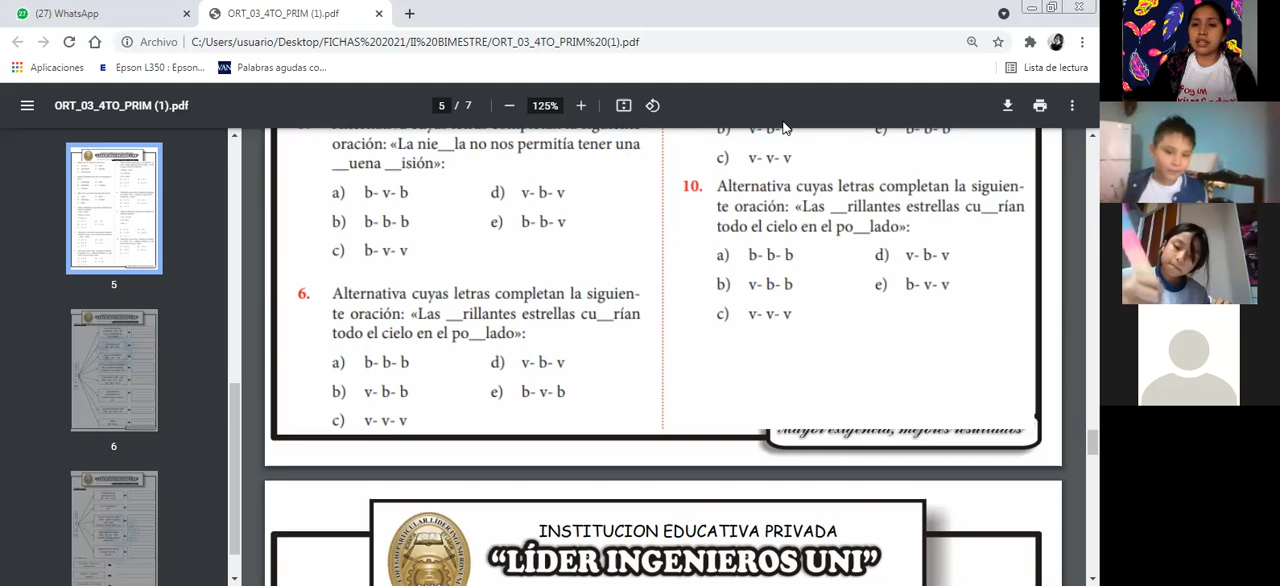 (27) WhatsApp
ORT_03_4TO_PRIM (1).pdf
Archivo
C:/Users/usuario/Desktop/FICHAS%202021/II%20BIMESTRE/ORT_03_4TO_PRIM%20(1).pdf
Aplicaciones
Epson L350 : Epson...
Palabras agudas co...
Lista de lectura
ORT_03_4TO_PRIM (1).pdf
5 / 7
125%
5
6
oración: «La nie__la no nos permitía tener una
__uena __isión»:
a) b- v- b
d) v- b- v
b) b- b- b
e) b- b- v
c) b- v- v
6. Alternativa cuyas letras completan la siguien-
te oración: «Las __rillantes estrellas cu__rían
todo el cielo en el po__lado»:
a) b- b- b
d) v- b- v
b) v- b- b
e) b- v- b
c) v- v- v
b) v- b- b
e) b- b- b
c) v- v- v
10. Alternativa cuyas letras completan la siguien-
te oración: «Las __rillantes estrellas cu__rían
todo el cielo en el po__lado»:
a) b- b- b
d) v- b- v
b) v- b- b
e) b- v- v
c) v- v- v
Mayor exigencia, mejores resultados
INSTITUCION EDUCATIVA PRIVADA
“LÍDER INGENIEROS UNI”